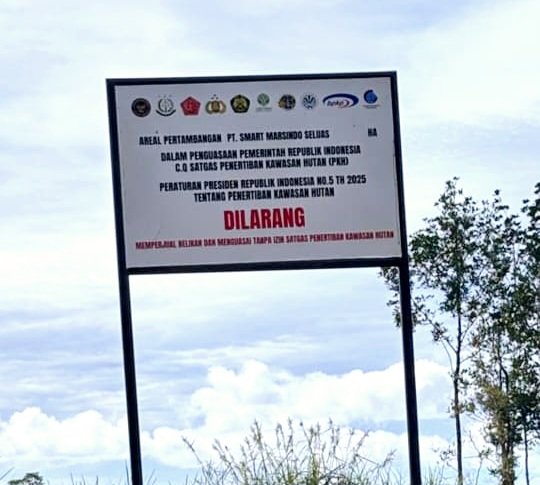 AREAL PERTAMBANGAN PT. SMART MARSINDO SELUAS HA
DALAM PENGUASAAN PEMERINTAH REPUBLIK INDONESIA
C.Q SATGAS PENERTIBAN KAWASAN HUTAN (PKH)
PERATURAN PRESIDEN REPUBLIK INDONESIA NO.5 TH 2025
TENTANG PENERTIBAN KAWASAN HUTAN
DILARANG
MEMPERJUAL BELIKAN DAN MENGUASAI TANPA IZIN SATGAS PENERTIBAN KAWASAN HUTAN